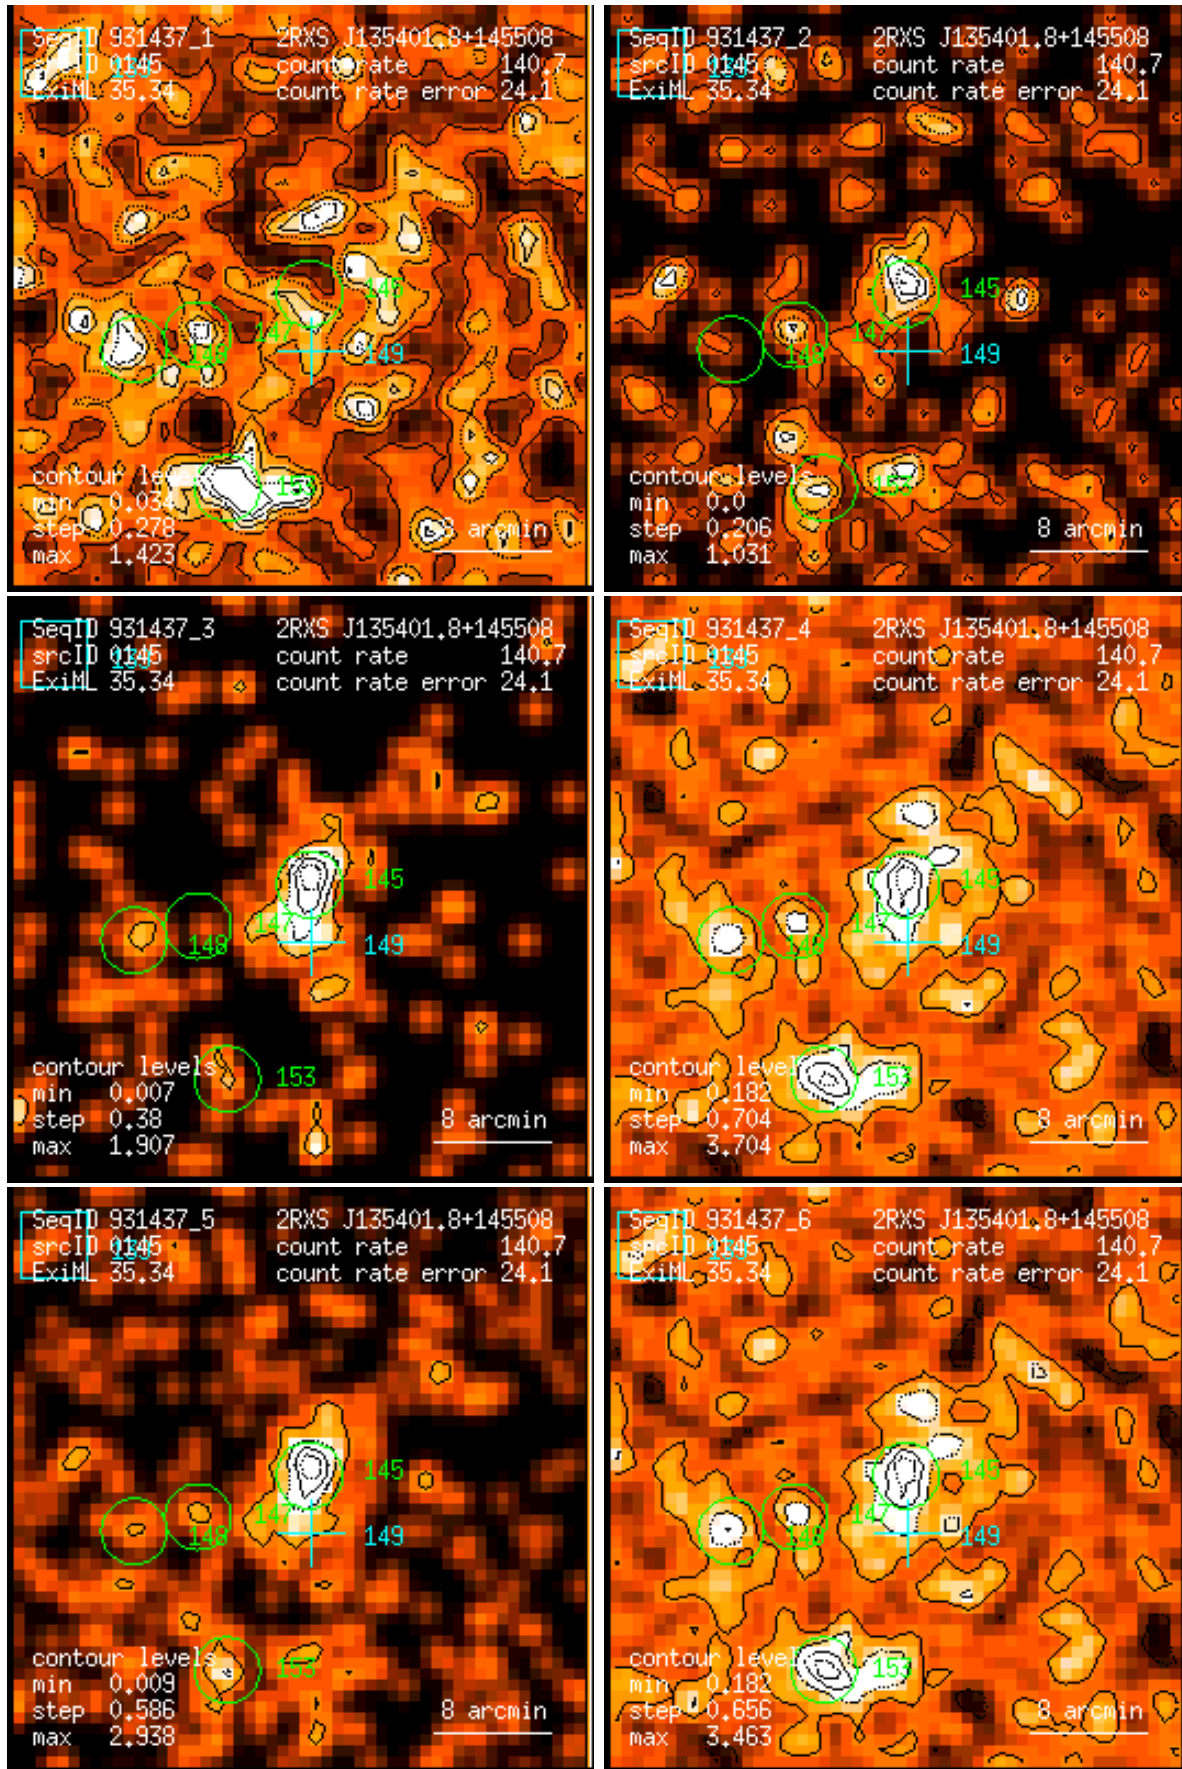 SeqID 931437_1 2RXS J135401.8+145508
srcID 0145 count rate 140.7
ExiML 35.34 count rate error 24.1
145
147
149
148
153
contour levels
min 0.034
step 0.278
max 1.423
8 arcmin
SeqID 931437_2 2RXS J135401.8+145508
srcID 0145 count rate 140.7
ExiML 35.34 count rate error 24.1
145
147
149
148
153
contour levels
min 0.0
step 0.206
max 1.031
8 arcmin
SeqID 931437_3 2RXS J135401.8+145508
srcID 0145 count rate 140.7
ExiML 35.34 count rate error 24.1
145
147
149
148
153
contour levels
min 0.007
step 0.38
max 1.907
8 arcmin
SeqID 931437_4 2RXS J135401.8+145508
srcID 0145 count rate 140.7
ExiML 35.34 count rate error 24.1
145
147
149
148
153
contour levels
min 0.182
step 0.704
max 3.704
8 arcmin
SeqID 931437_5 2RXS J135401.8+145508
srcID 0145 count rate 140.7
ExiML 35.34 count rate error 24.1
145
147
149
148
153
contour levels
min 0.009
step 0.586
max 2.938
8 arcmin
SeqID 931437_6 2RXS J135401.8+145508
srcID 0145 count rate 140.7
ExiML 35.34 count rate error 24.1
145
147
149
148
153
contour levels
min 0.182
step 0.656
max 3.463
8 arcmin